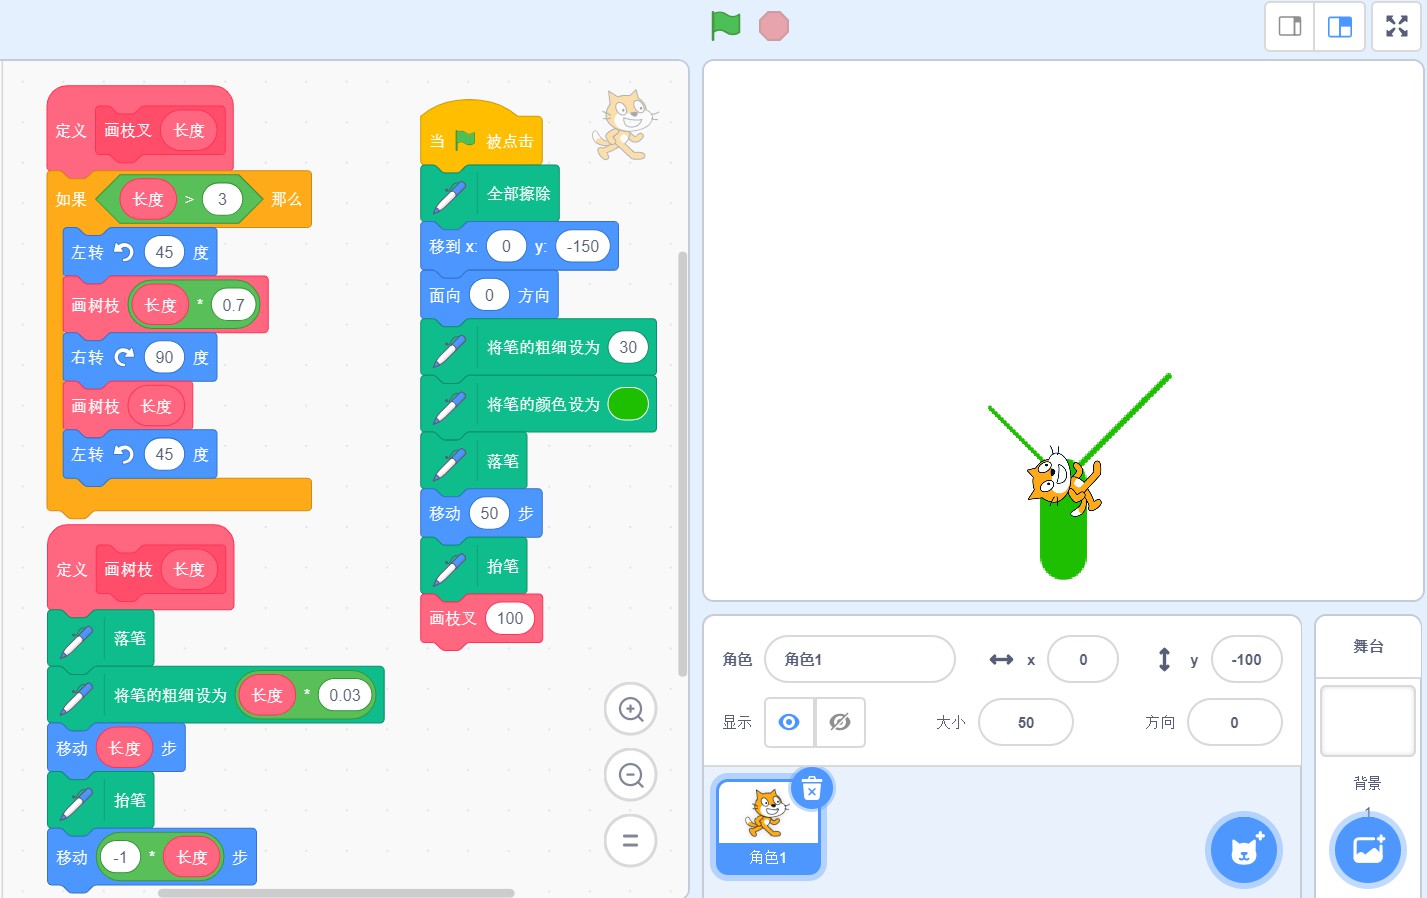 定义 画枝叉 长度
如果 长度 > 3 那么
左转 45 度
画树枝 长度 * 0.7
右转 90 度
画树枝 长度
左转 45 度
定义 画树枝 长度
落笔
将笔的粗细设为 长度 * 0.03
移动 长度 步
抬笔
移动 -1 * 长度 步
当 被点击
全部擦除
移到 x: 0 y: -150
面向 0 方向
将笔的粗细设为 30
将笔的颜色设为
落笔
移动 50 步
抬笔
画枝叉 100
角色 角色1 x 0 y -100
显示 大小 50 方向 0
角色1
舞台
背景
1